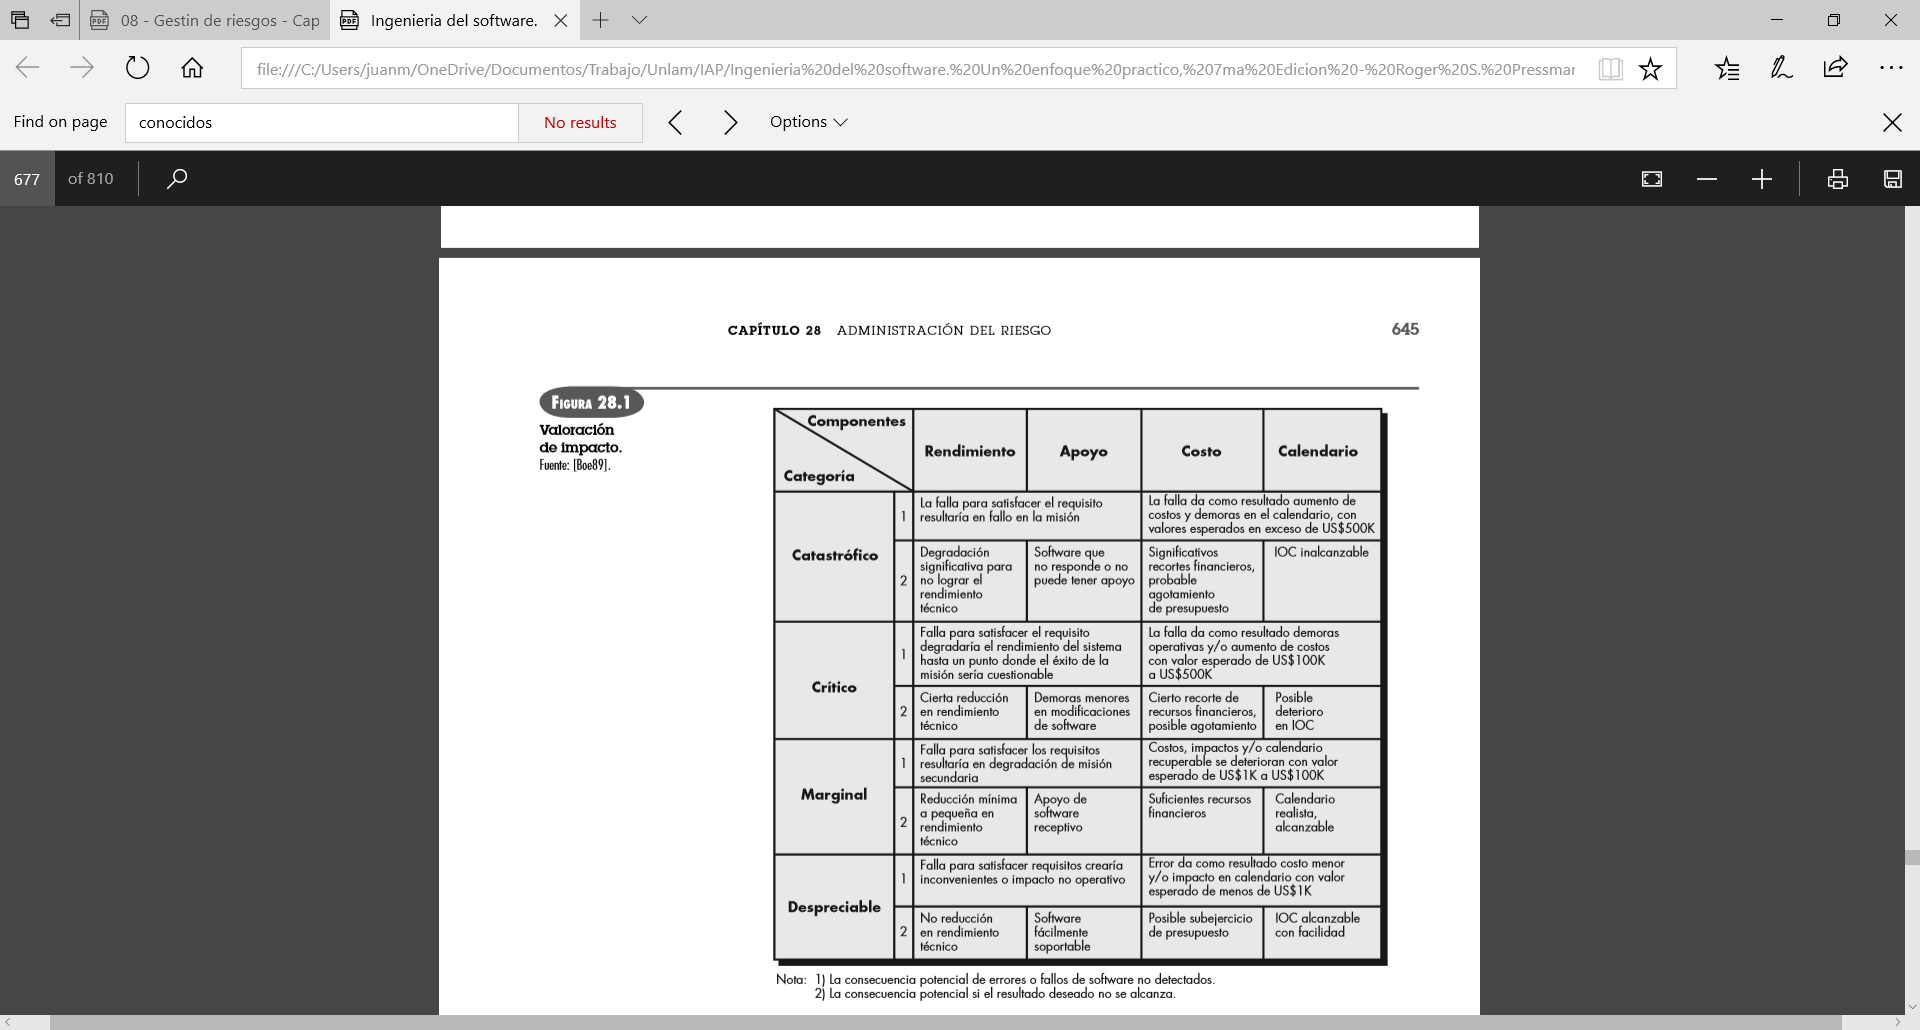 08 - Gestin de riesgos - Cap
Ingenieria del software.
file:///C:/Users/juanm/OneDrive/Documentos/Trabajo/Unlam/IAP/Ingenieria%20del%20software.%20Un%20enfoque%20practico,%207ma%20Edicion%20-%20Roger%20S.%20Pressmar
Find on page
conocidos
No results
Options
677
of 810
CAPÍTULO 28 ADMINISTRACIÓN DEL RIESGO
645
FIGURA 28.1
Valoración
de impacto.
Fuente: [Boe89].
Componentes
Categoría
Rendimiento
Apoyo
Costo
Calendario
Catastrófico
1
La falla para satisfacer el requisito
resultaría en fallo en la misión
La falla da como resultado aumento de
costos y demoras en el calendario, con
valores esperados en exceso de US$500K
2
Degradación
significativa para
no lograr el
rendimiento
técnico
Software que
no responde o no
puede tener apoyo
Significativos
recortes financieros,
probable
agotamiento
de presupuesto
IOC inalcanzable
Crítico
1
Falla para satisfacer el requisito
degradaría el rendimiento del sistema
hasta un punto donde el éxito de la
misión sería cuestionable
La falla da como resultado demoras
operativas y/o aumento de costos
con valor esperado de US$100K
a US$500K
2
Cierta reducción
en rendimiento
técnico
Demoras menores
en modificaciones
de software
Cierto recorte de
recursos financieros,
posible agotamiento
Posible
deterioro
en IOC
Marginal
1
Falla para satisfacer los requisitos
resultaría en degradación de misión
secundaria
Costos, impactos y/o calendario
recuperable se deterioran con valor
esperado de US$1K a US$100K
2
Reducción mínima
a pequeña en
rendimiento
técnico
Apoyo de
software
receptivo
Suficientes recursos
financieros
Calendario
realista,
alcanzable
Despreciable
1
Falla para satisfacer requisitos crearía
inconvenientes o impacto no operativo
Error da como resultado costo menor
y/o impacto en calendario con valor
esperado de menos de US$1K
2
No reducción
en rendimiento
técnico
Software
fácilmente
soportable
Posible subejercicio
de presupuesto
IOC alcanzable
con facilidad
Nota: 1) La consecuencia potencial de errores o fallos de software no detectados.
2) La consecuencia potencial si el resultado deseado no se alcanza.